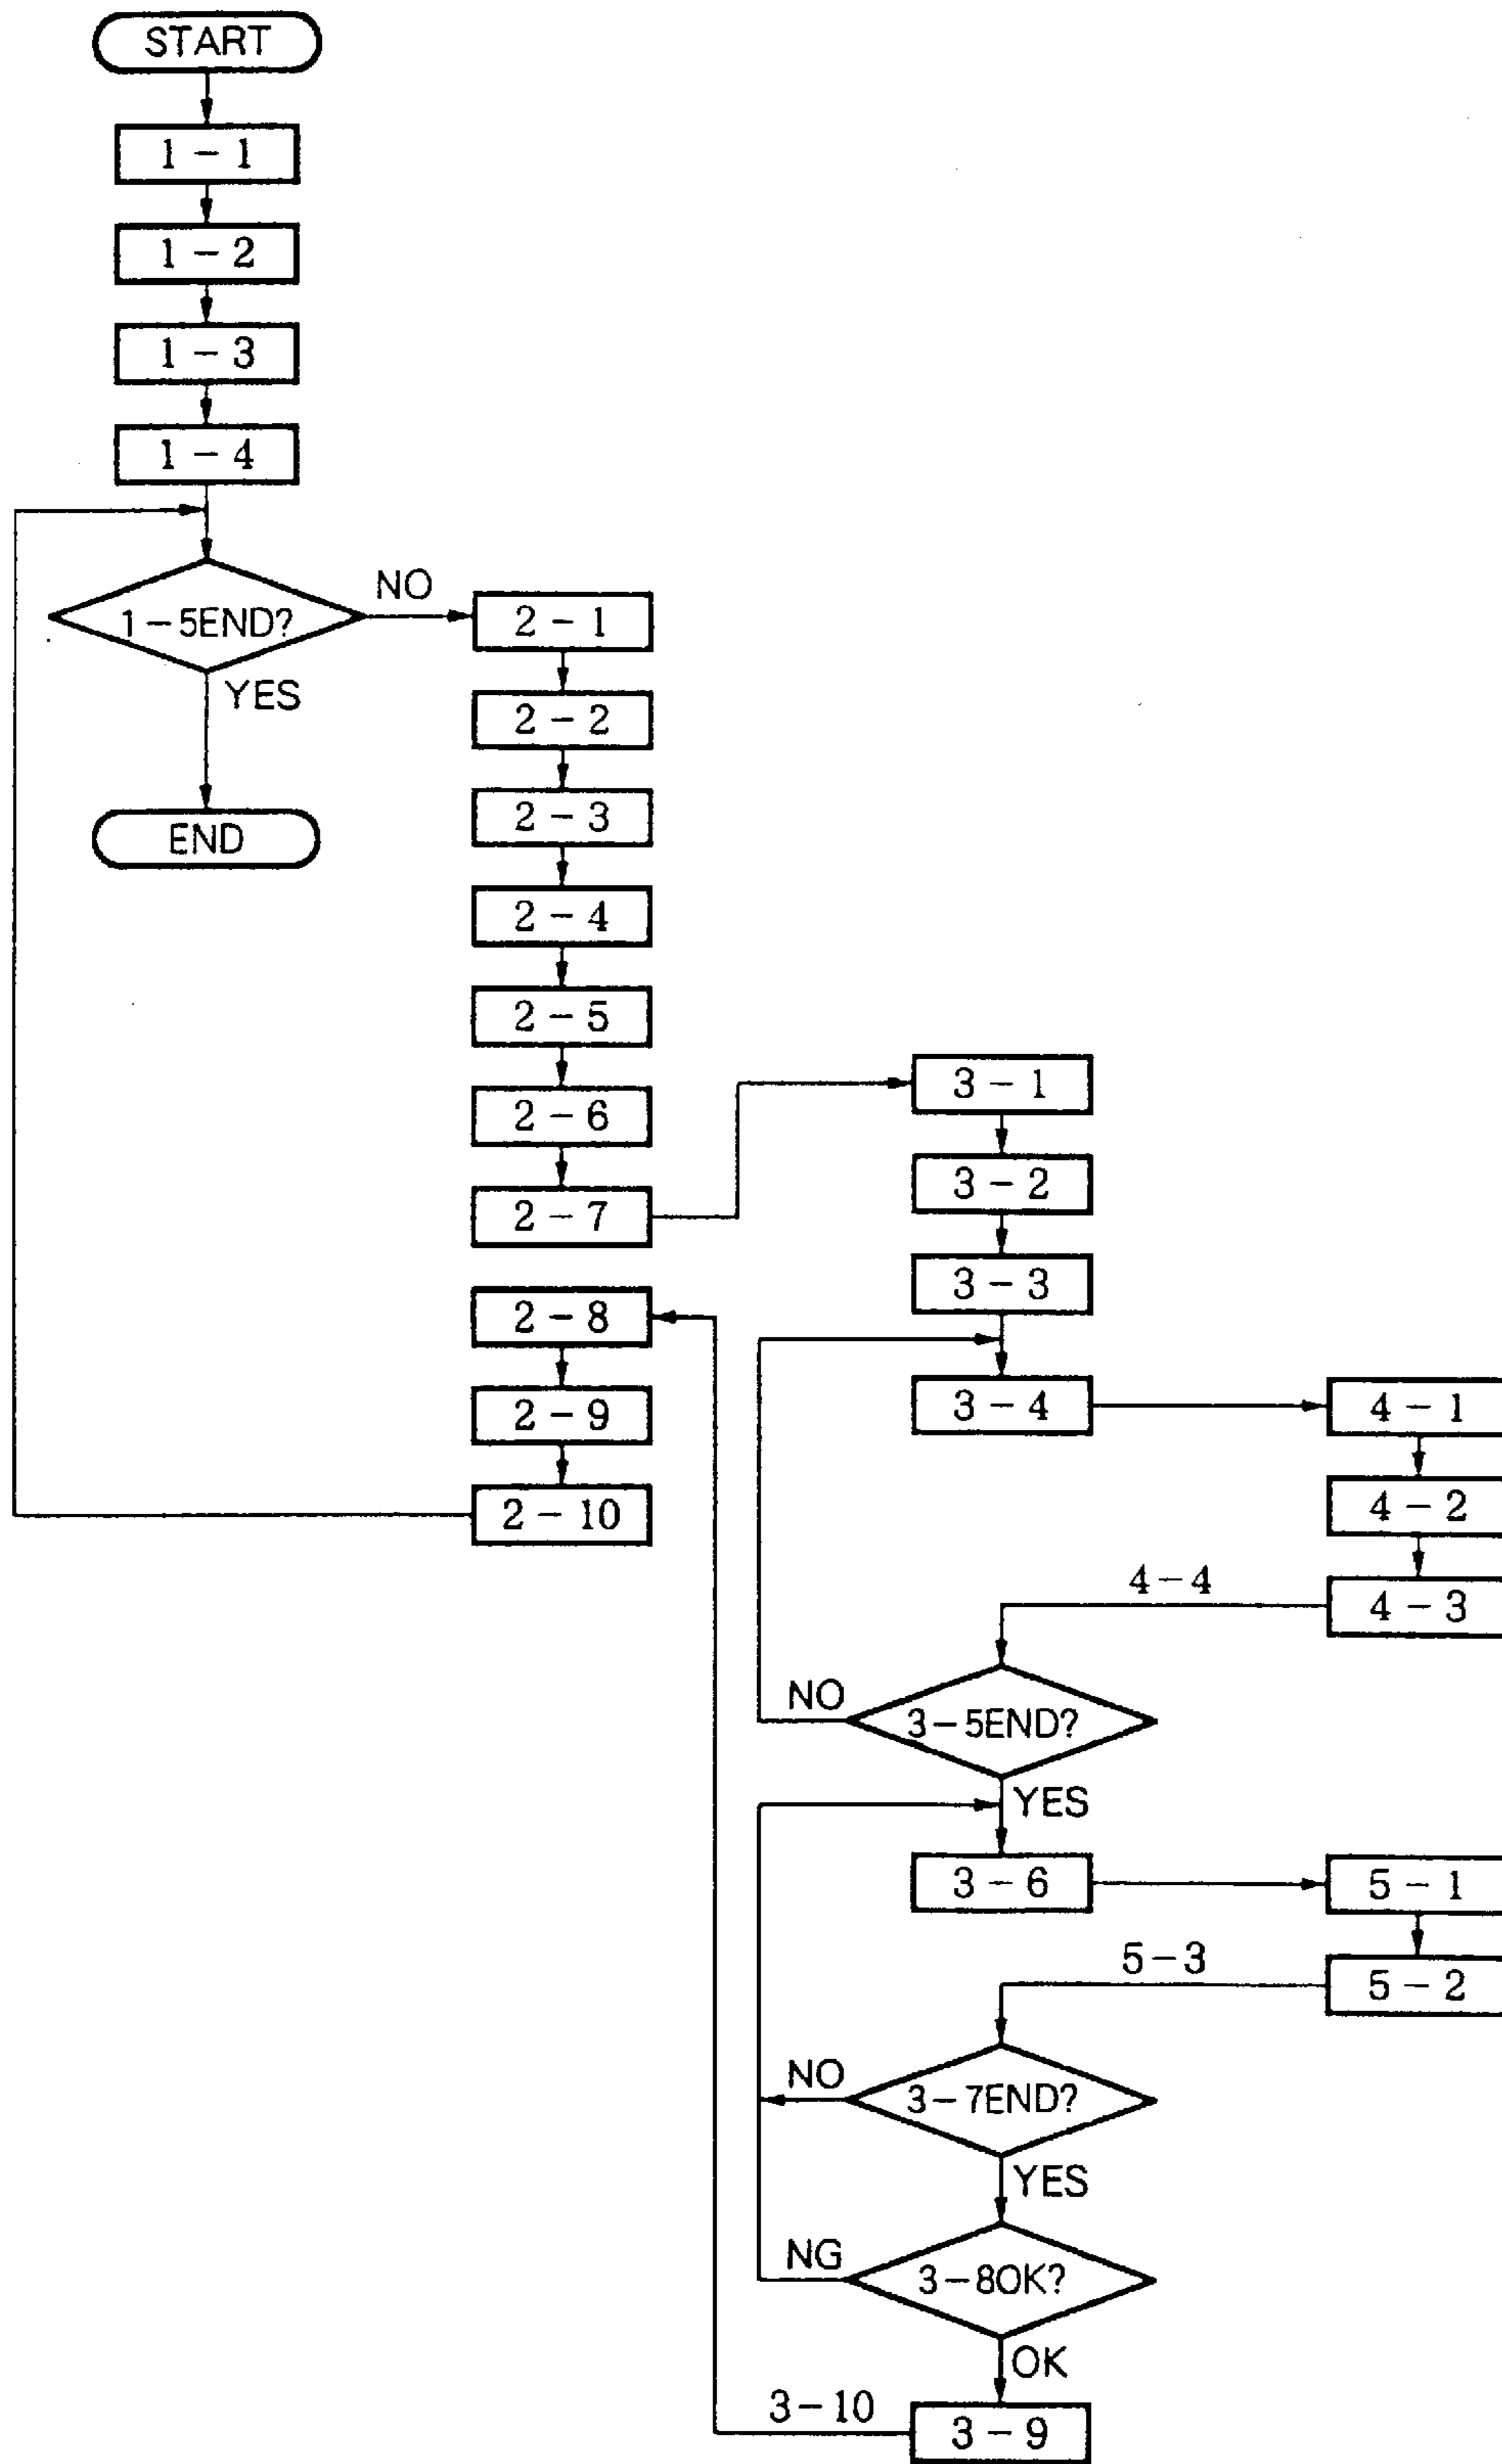 START
1 - 1
1 - 2
1 - 3
1 - 4
1 - 5END?
NO
YES
END
2 - 1
2 - 2
2 - 3
2 - 4
2 - 5
2 - 6
2 - 7
2 - 8
2 - 9
2 - 10
3 - 1
3 - 2
3 - 3
3 - 4
4 - 1
4 - 2
4 - 3
4 - 4
3 - 5END?
NO
YES
3 - 6
5 - 1
5 - 2
5 - 3
3 - 7END?
NO
YES
3 - 8OK?
NG
OK
3 - 9
3 - 10